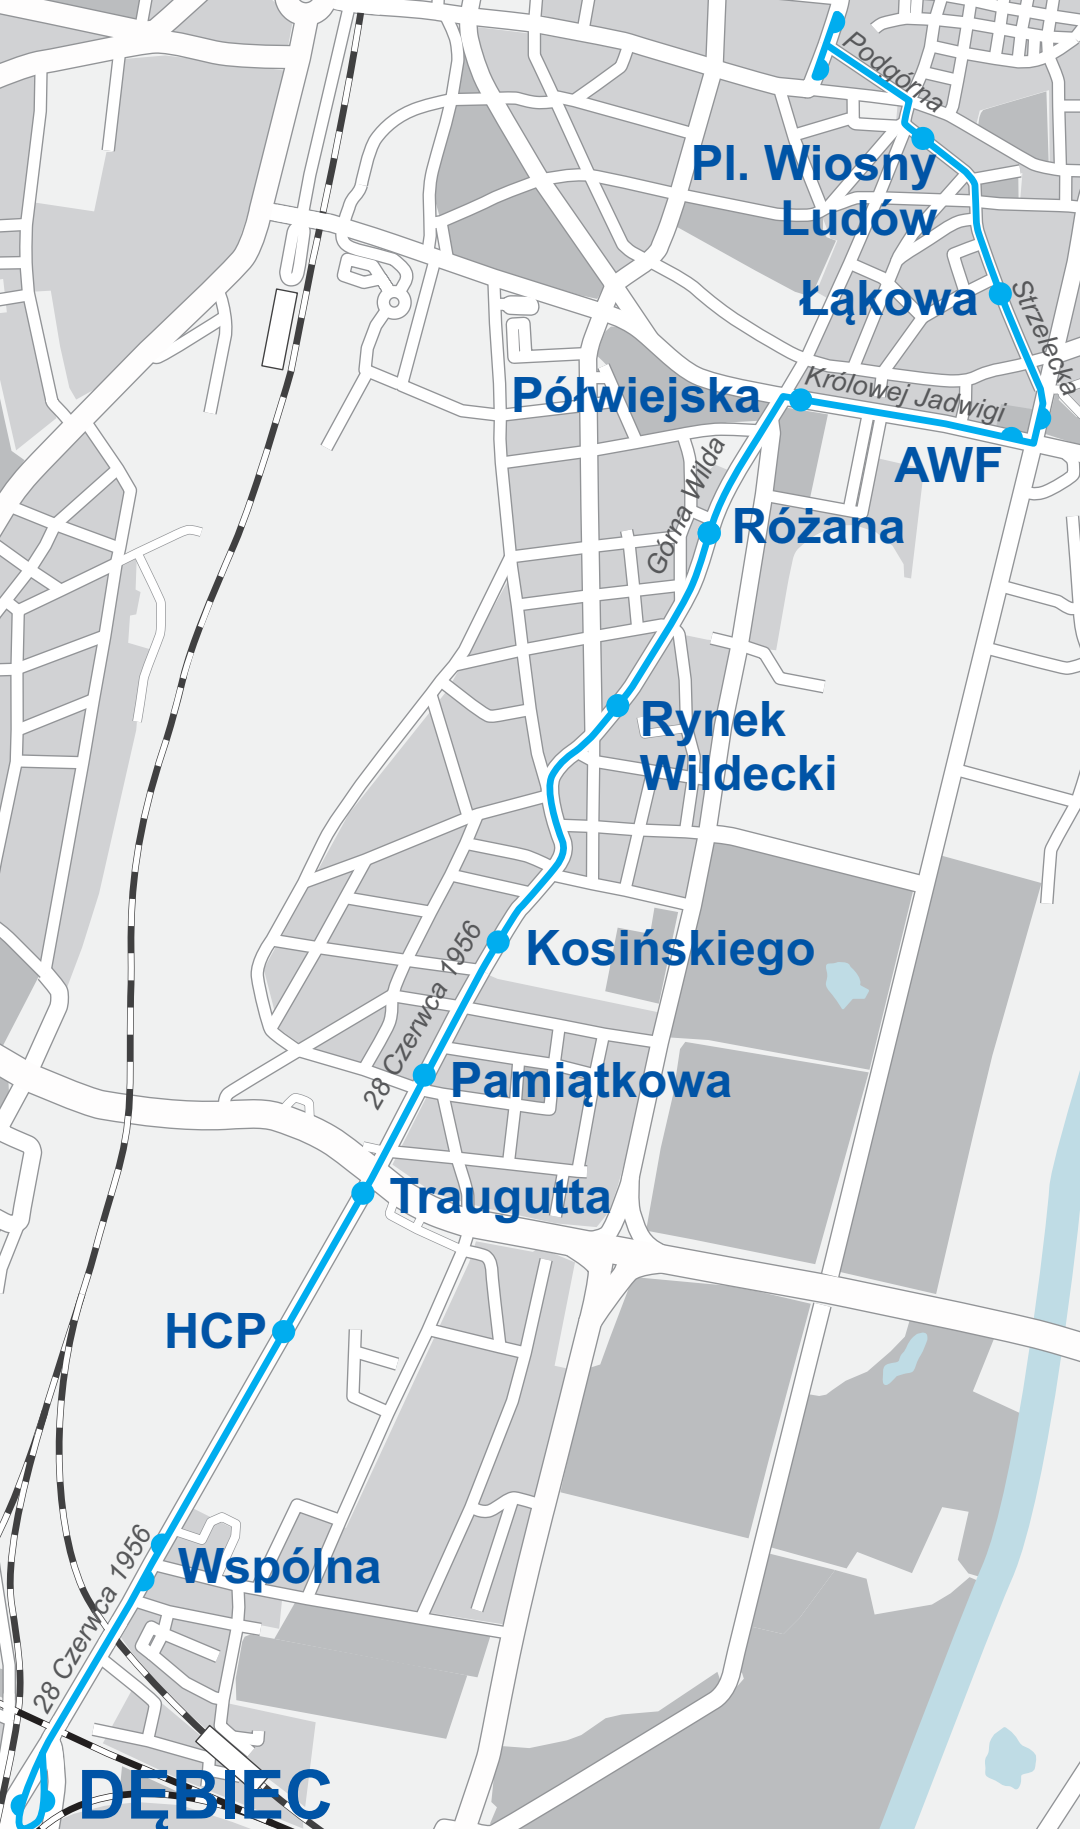 Podgórna
Pl. Wiosny
Ludów
Łąkowa
Strzelecka
Królowej Jadwigi
Półwiejska
AWF
Górna Wilda
Różana
Rynek
Wildecki
28 Czerwca 1956
Kosińskiego
Pamiątkowa
Traugutta
HCP
28 Czerwca 1956
Wspólna
DĘBIEC